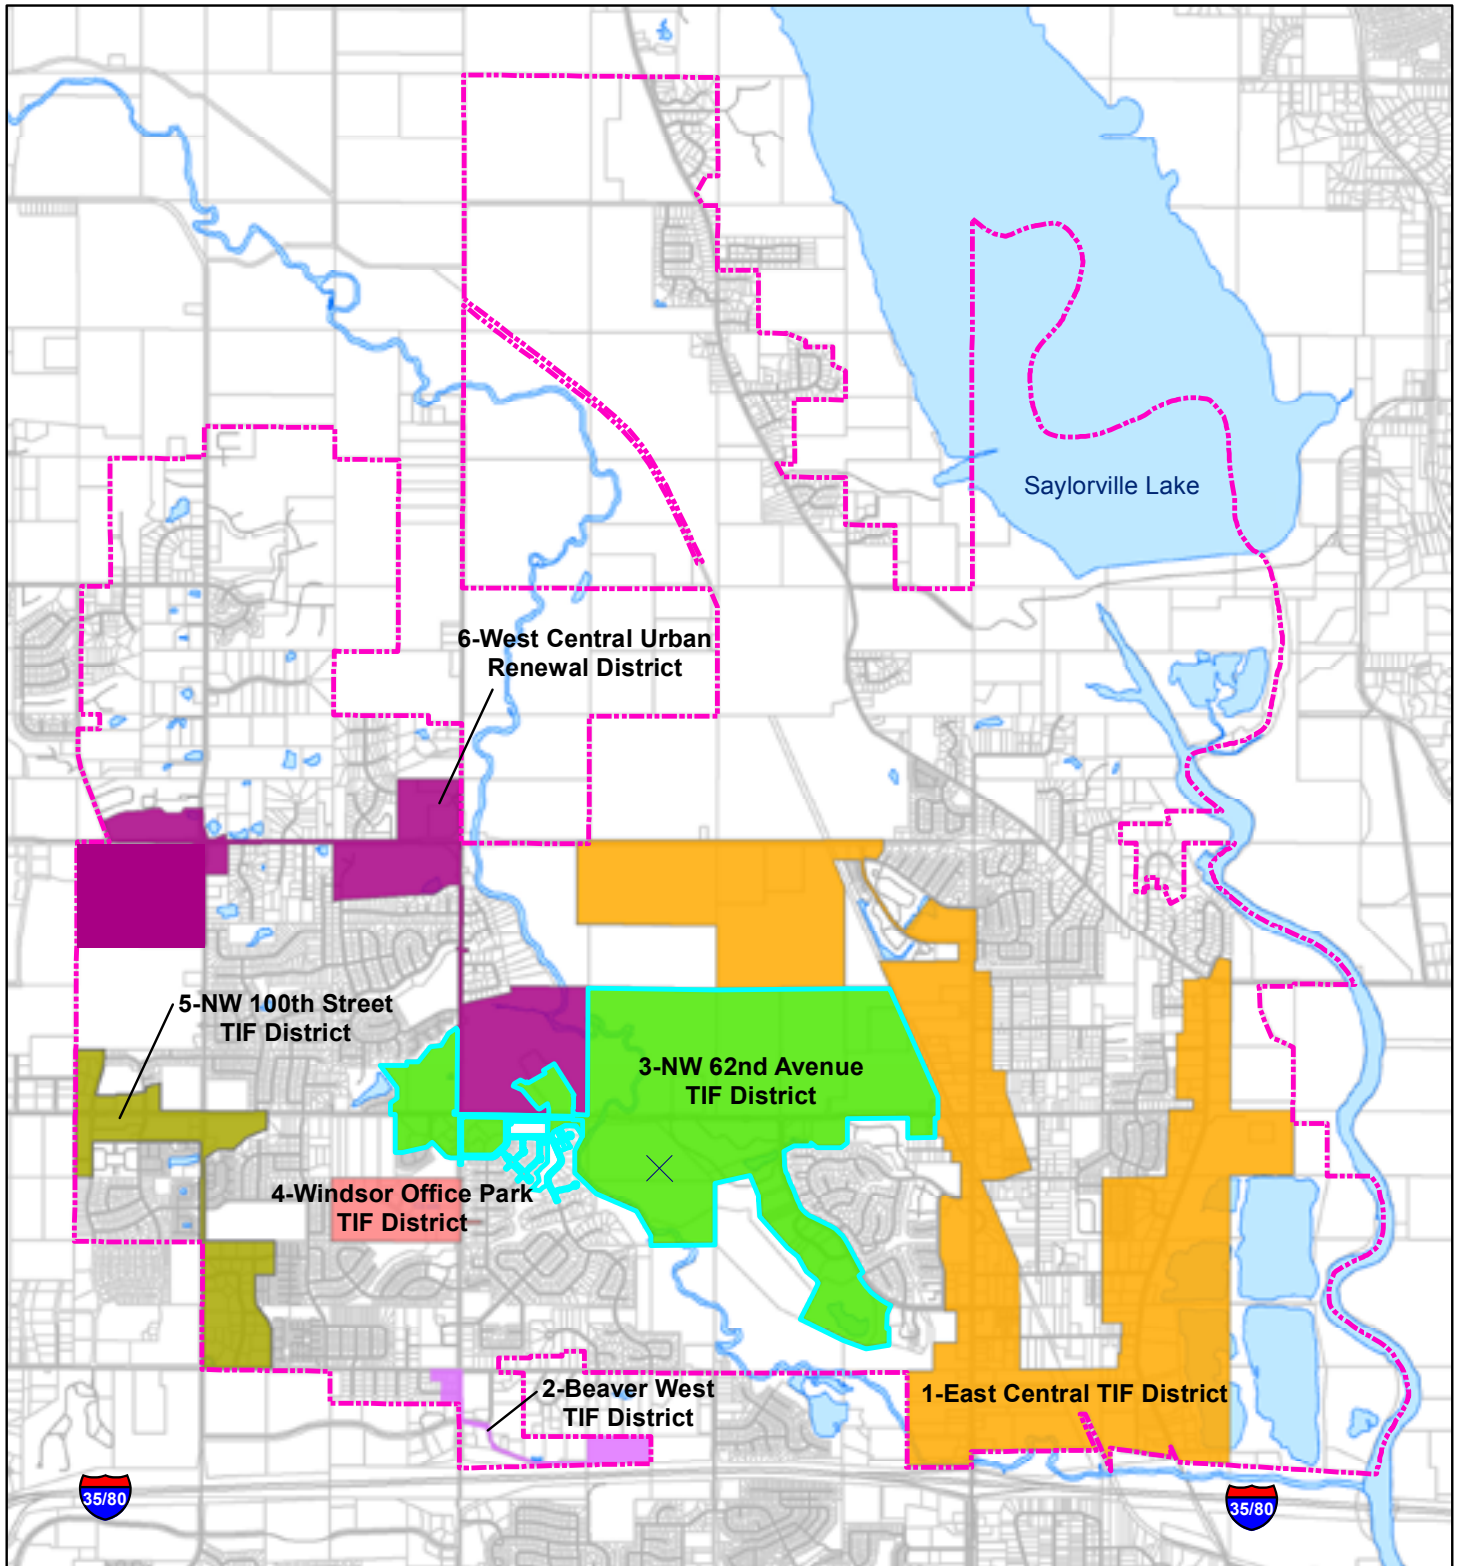 Saylorville Lake
6-West Central Urban
Renewal District
5-NW 100th Street
TIF District
3-NW 62nd Avenue
TIF District
4-Windsor Office Park
TIF District
2-Beaver West
TIF District
1-East Central TIF District
35/80
35/80